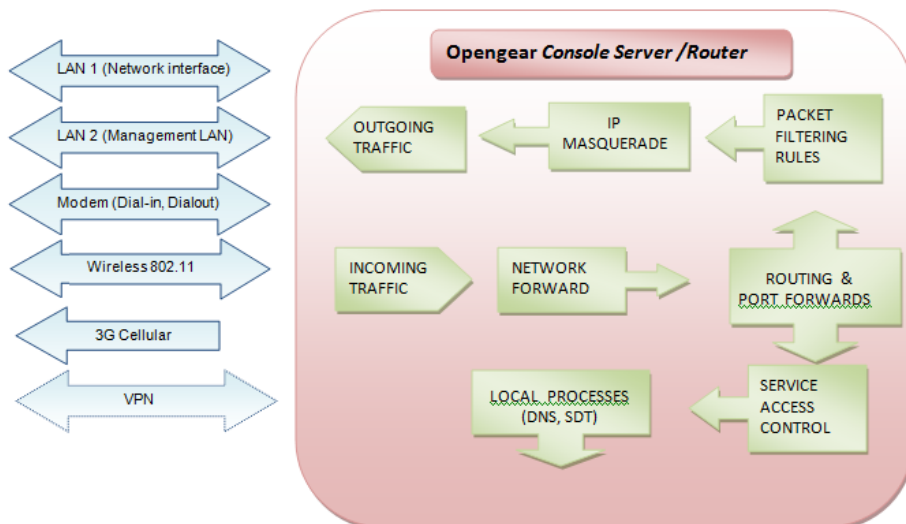 Opengear Console Server /Router
LAN 1 (Network interface)
LAN 2 (Management LAN)
Modem (Dial-in, Dialout)
Wireless 802.11
3G Cellular
VPN
OUTGOING
TRAFFIC
IP
MASQUERADE
PACKET
FILTERING
RULES
INCOMING
TRAFFIC
NETWORK
FORWARD
ROUTING &
PORT FORWARDS
LOCAL PROCESSES
(DNS, SDT)
SERVICE
ACCESS
CONTROL